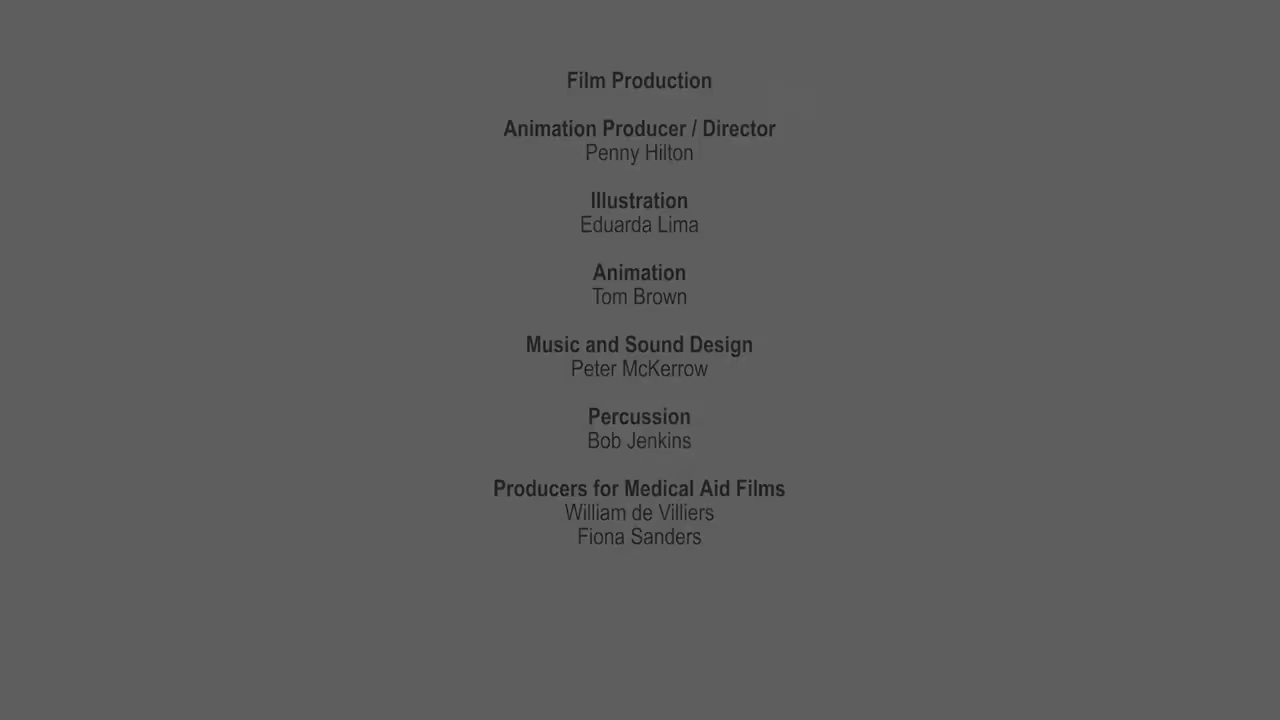 Film Production
Animation Producer / Director
Penny Hilton
Illustration
Eduarda Lima
Animation
Tom Brown
Music and Sound Design
Peter McKerrow
Percussion
Bob Jenkins
Producers for Medical Aid Films
William de Villiers
Fiona Sanders